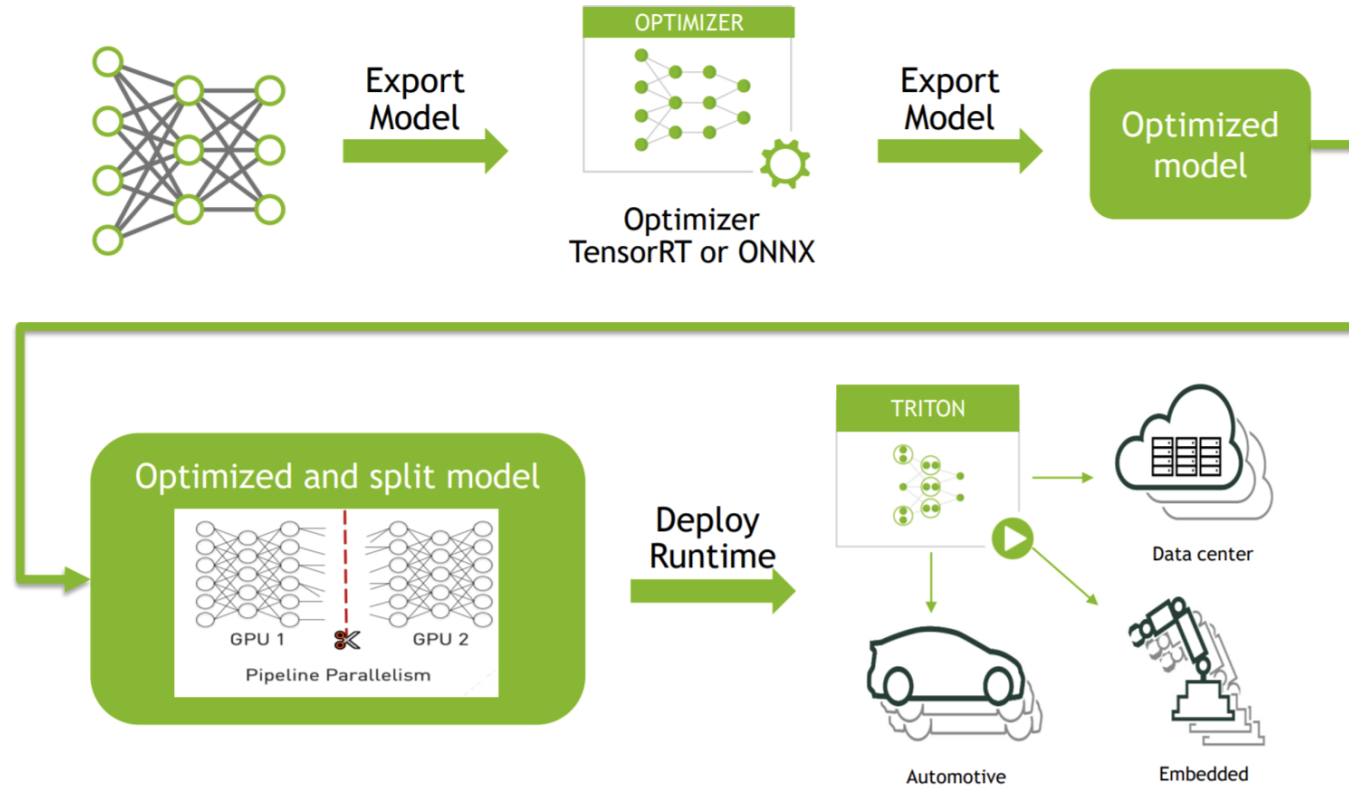 OPTIMIZER
Export
Model
Export
Model
Optimized
model
Optimizer
TensorRT or ONNX
Optimized and split model
GPU 1
GPU 2
Pipeline Parallelism
Deploy
Runtime
TRITON
Data center
Automotive
Embedded